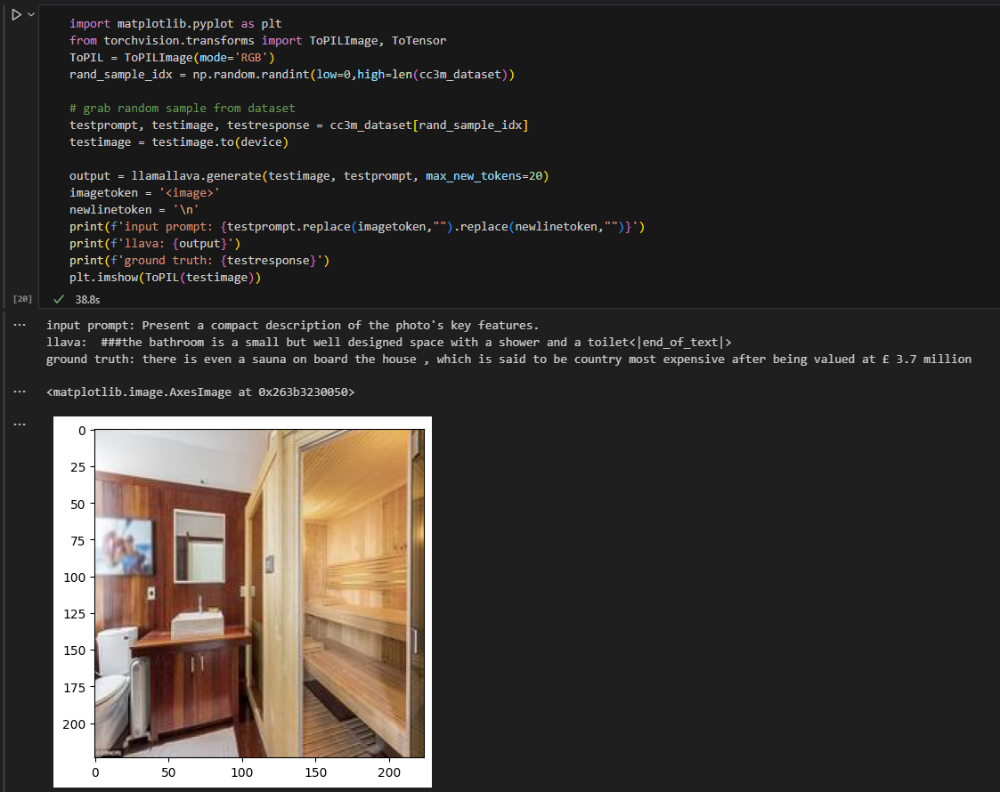 import matplotlib.pyplot as plt
from torchvision.transforms import ToPILImage, ToTensor
ToPIL = ToPILImage(mode='RGB')
rand_sample_idx = np.random.randint(low=0,high=len(cc3m_dataset))
# grab random sample from dataset
testprompt, testimage, testresponse = cc3m_dataset[rand_sample_idx]
testimage = testimage.to(device)
output = llamallava.generate(testimage, testprompt, max_new_tokens=20)
imagetoken = '<image>'
newlinetoken = '\n'
print(f'input prompt: {testprompt.replace(imagetoken,"").replace(newlinetoken,"")}')
print(f'llava: {output}')
print(f'ground truth: {testresponse}')
plt.imshow(ToPIL(testimage))
[20] 38.8s
... input prompt: Present a compact description of the photo's key features.
llava:  ###the bathroom is a small but well designed space with a shower and a toilet<|end_of_text|>
ground truth: there is even a sauna on board the house , which is said to be country most expensive after being valued at £ 3.7 million
... <matplotlib.image.AxesImage at 0x263b3230050>
...
0
25
50
75
100
125
150
175
200
0 50 100 150 200